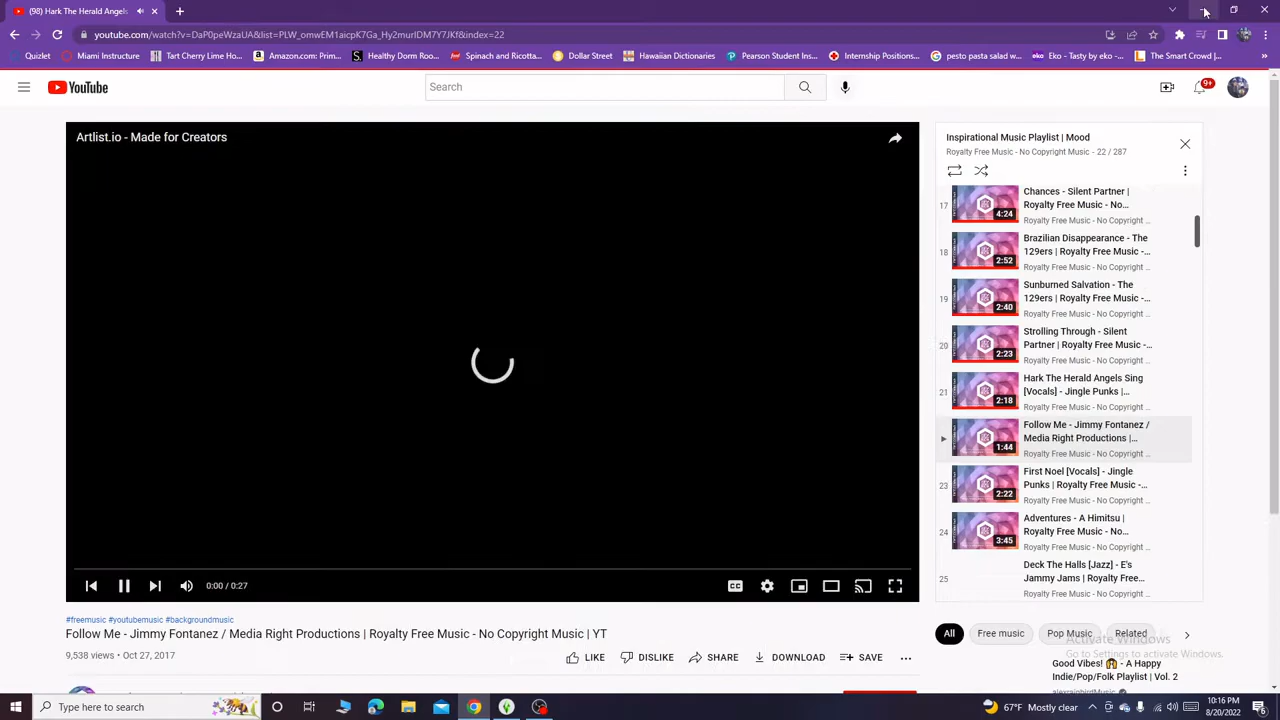 (98) Hark The Herald Angels
youtube.com/watch?v=DaP0peWzaUA&list=PLW_omwEM1aicpK7Ga_Hy2murIDM7Y7JKf&index=22
Quizlet
Miami Instructure
Tart Cherry Lime Ho...
Amazon.com : Prim...
Spinach and Ricotta...
Dollar Street
Hawaiian Dictionaries
Pearson Student Ins...
Internship Positions...
pesto pasta salad w...
Eko - Tasty by eko -...
The Smart Crowd |...
YouTube
Search
9+
Artlist.io - Made for Creators
0:00 / 0:27
CC
#freemusic #youtubemusic #backgroundmusic
Follow Me - Jimmy Fontanez / Media Right Productions | Royalty Free Music - No Copyright Music | YT
9,538 views • Oct 27, 2017
LIKE
DISLIKE
SHARE
DOWNLOAD
SAVE
Inspirational Music Playlist | Mood
Royalty Free Music - No Copyright Music - 22 / 287
17
4:24
Chances - Silent Partner |
Royalty Free Music - No...
Royalty Free Music - No Copyright ...
18
2:52
Brazilian Disappearance - The
129ers | Royalty Free Music -...
Royalty Free Music - No Copyright ...
19
2:40
Sunburned Salvation - The
129ers | Royalty Free Music -...
Royalty Free Music - No Copyright ...
20
2:23
Strolling Through - Silent
Partner | Royalty Free Music -...
Royalty Free Music - No Copyright ...
21
2:18
Hark The Herald Angels Sing
[Vocals] - Jingle Punks |...
Royalty Free Music - No Copyright ...
1:44
Follow Me - Jimmy Fontanez /
Media Right Productions |...
Royalty Free Music - No Copyright ...
23
2:22
First Noel [Vocals] - Jingle
Punks | Royalty Free Music -...
Royalty Free Music - No Copyright ...
24
3:45
Adventures - A Himitsu |
Royalty Free Music - No...
Royalty Free Music - No Copyright ...
25
Deck The Halls [Jazz] - E's
Jammy Jams | Royalty Free...
Royalty Free Music - No Copyright ...
All
Free music
Pop Music
Related
Activate Windows
Go to Settings to activate Windows.
Good Vibes! - A Happy
Indie/Pop/Folk Playlist | Vol. 2
alexrainbirdMusic
Type here to search
67°F Mostly clear
10:16 PM
8/20/2022
6